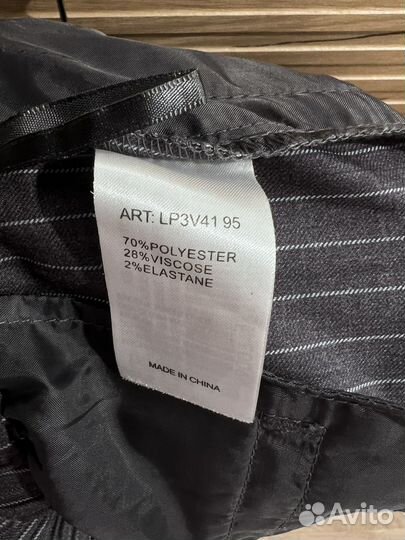 ART: LP3V41 95
70%POLYESTER
28%VISCOSE
2%ELASTANE
MADE IN CHINA
Avito